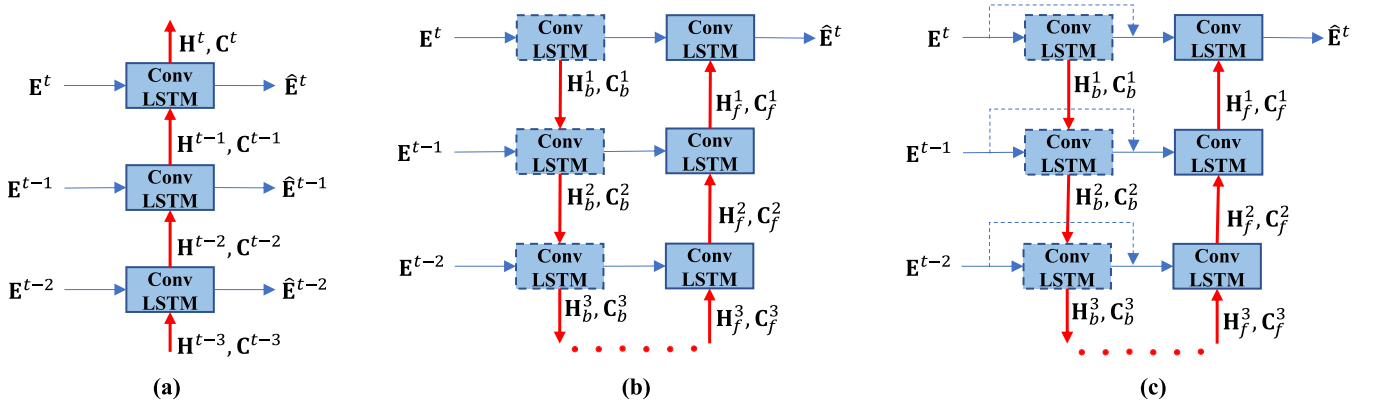 H^t, C^t
E^t
Conv
LSTM
Ê^t
H^{t−1}, C^{t−1}
E^{t−1}
Conv
LSTM
Ê^{t−1}
H^{t−2}, C^{t−2}
E^{t−2}
Conv
LSTM
Ê^{t−2}
H^{t−3}, C^{t−3}
(a)
E^t
Conv
LSTM
Conv
LSTM
Ê^t
H_b^1, C_b^1
H_f^1, C_f^1
E^{t−1}
Conv
LSTM
Conv
LSTM
H_b^2, C_b^2
H_f^2, C_f^2
E^{t−2}
Conv
LSTM
Conv
LSTM
H_b^3, C_b^3
H_f^3, C_f^3
(b)
E^t
Conv
LSTM
Conv
LSTM
Ê^t
H_b^1, C_b^1
H_f^1, C_f^1
E^{t−1}
Conv
LSTM
Conv
LSTM
H_b^2, C_b^2
H_f^2, C_f^2
E^{t−2}
Conv
LSTM
Conv
LSTM
H_b^3, C_b^3
H_f^3, C_f^3
(c)